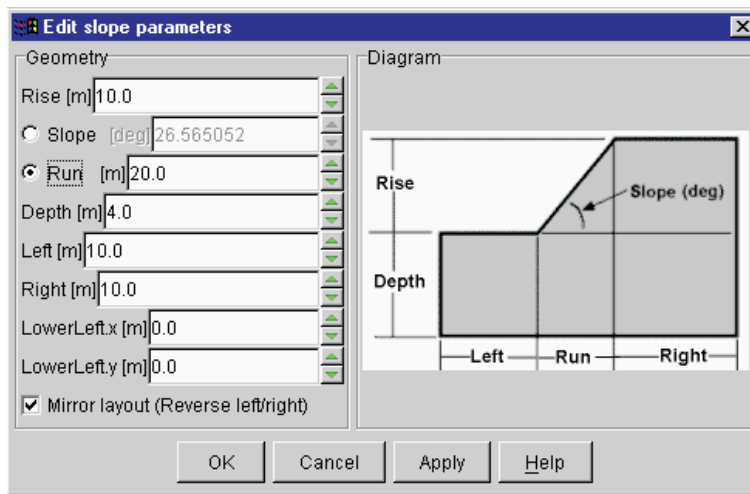 Edit slope parameters
Geometry
Rise [m] 10.0
Slope [deg] 26.565052
Run [m] 20.0
Depth [m] 4.0
Left [m] 10.0
Right [m] 10.0
LowerLeft.x [m] 0.0
LowerLeft.y [m] 0.0
Mirror layout (Reverse left/right)
Diagram
Rise
Slope (deg)
Depth
Left Run Right
OK Cancel Apply Help